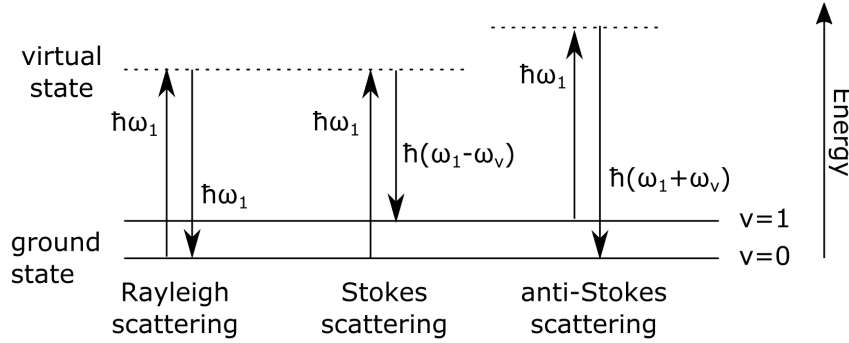 virtual
state
ħω₁
ħω₁
ħω₁
ħ(ω₁-ωᵥ)
ħω₁
ħ(ω₁+ωᵥ)
Energy
ground
state
v=1
v=0
Rayleigh
scattering
Stokes
scattering
anti-Stokes
scattering